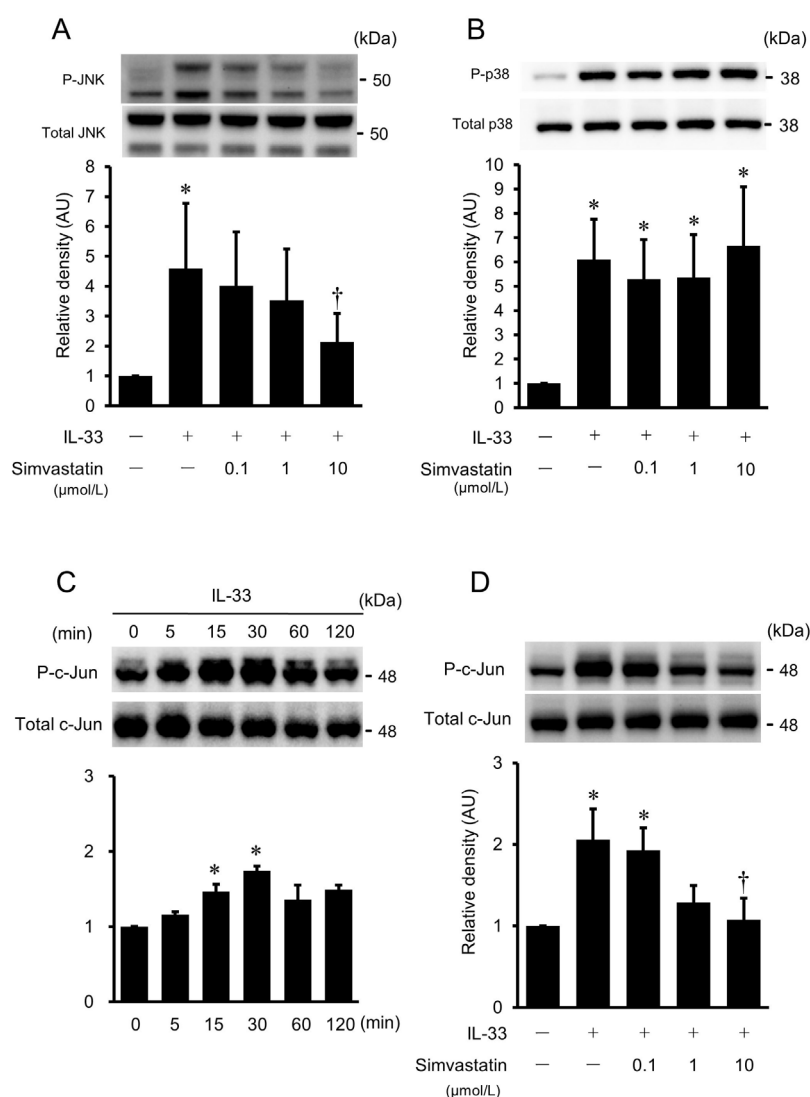 A
(kDa)
P-JNK
50
Total JNK
50
Relative density (AU)
8
7
6
5
4
3
2
1
0
*
†
IL-33 — + + + +
Simvastatin — — 0.1 1 10
(μmol/L)
B
(kDa)
P-p38
38
Total p38
38
Relative density (AU)
10
9
8
7
6
5
4
3
2
1
0
* * * *
IL-33 — + + + +
Simvastatin — — 0.1 1 10
(μmol/L)
C
IL-33
(kDa)
(min) 0 5 15 30 60 120
P-c-Jun
48
Total c-Jun
48
3
2
1
0
* *
0 5 15 30 60 120 (min)
D
(kDa)
P-c-Jun
48
Total c-Jun
48
Relative density (AU)
3
2
1
0
* * †
IL-33 — + + + +
Simvastatin — — 0.1 1 10
(μmol/L)